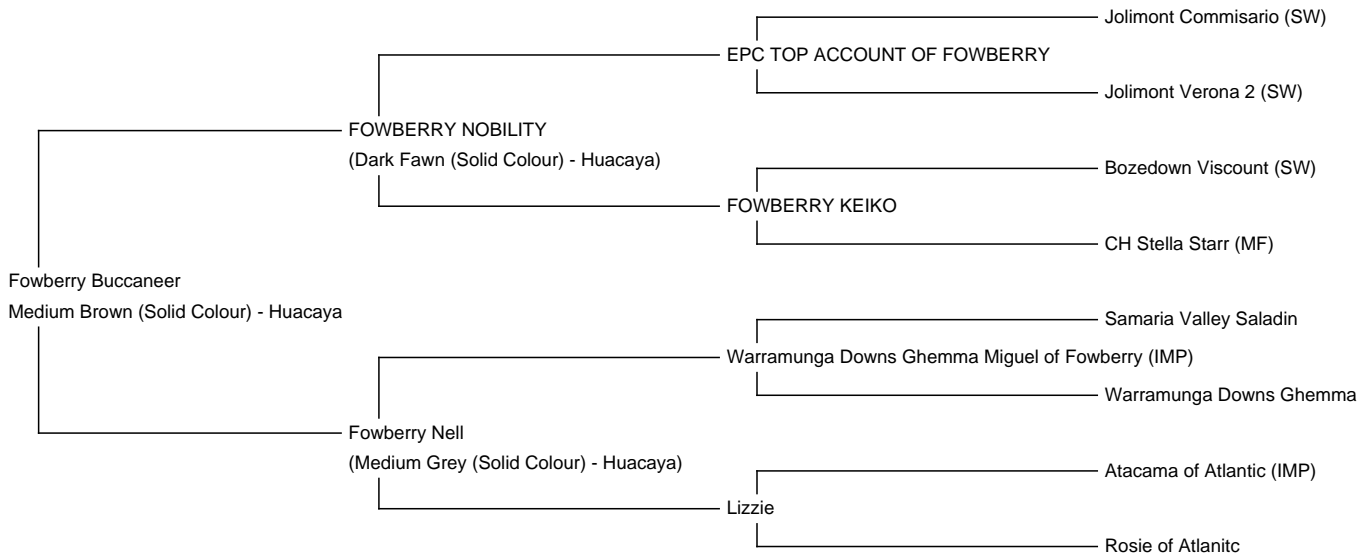 Jolimont Commisario (SW)
EPC TOP ACCOUNT OF FOWBERRY
Jolimont Verona 2 (SW)
FOWBERRY NOBILITY
(Dark Fawn (Solid Colour) - Huacaya)
Bozedown Viscount (SW)
FOWBERRY KEIKO
CH Stella Starr (MF)
Fowberry Buccaneer
Medium Brown (Solid Colour) - Huacaya
Samaria Valley Saladin
Warramunga Downs Ghemma Miguel of Fowberry (IMP)
Warramunga Downs Ghemma
Fowberry Nell
(Medium Grey (Solid Colour) - Huacaya)
Atacama of Atlantic (IMP)
Lizzie
Rosie of Atlanitc